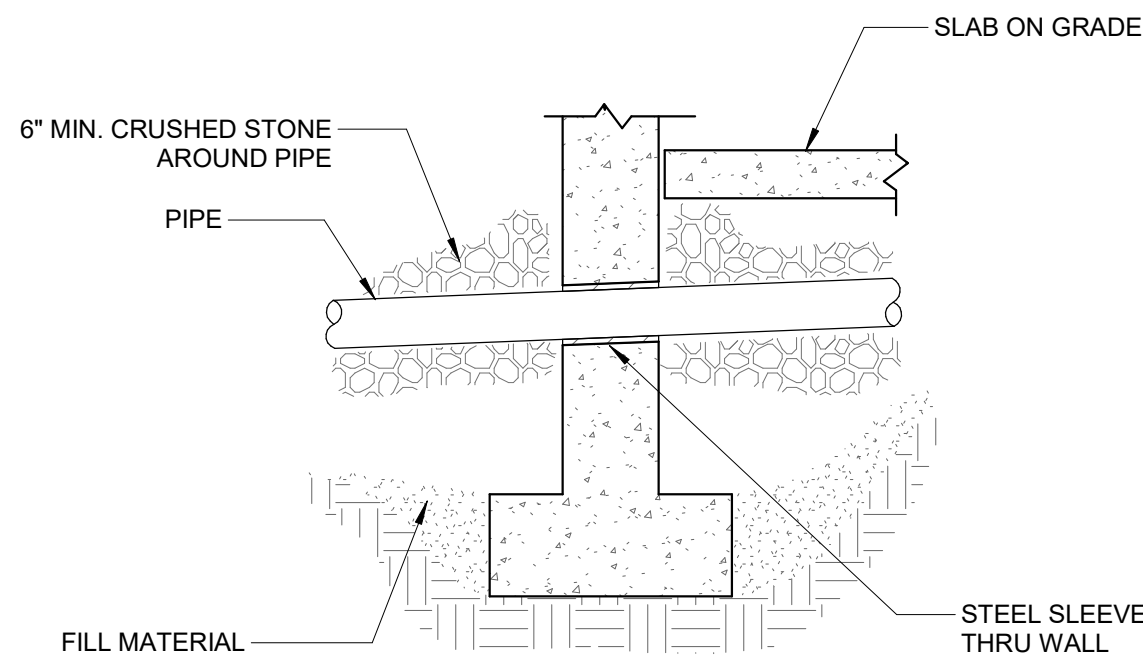 SLAB ON GRADE
6" MIN. CRUSHED STONE
AROUND PIPE
PIPE
FILL MATERIAL
STEEL SLEEVE
THRU WALL